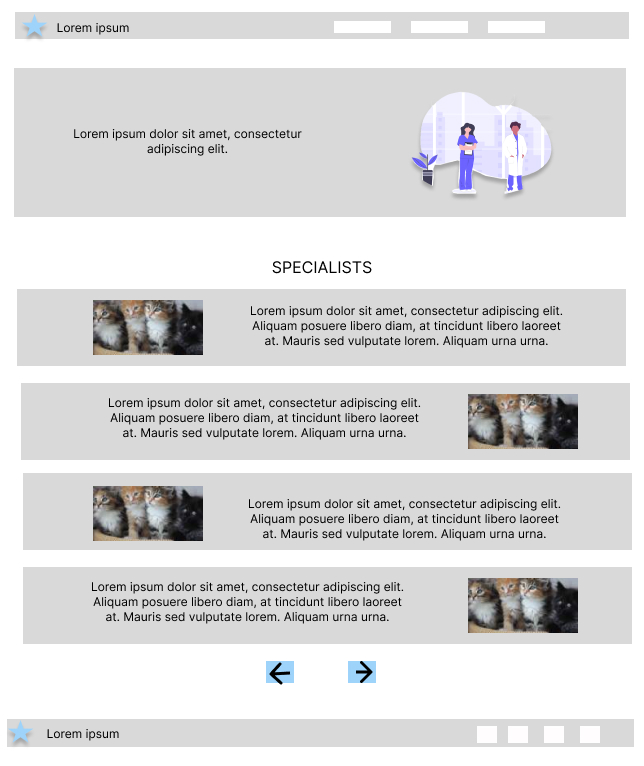 Lorem ipsum
Lorem ipsum dolor sit amet, consectetur
adipiscing elit.
SPECIALISTS
Lorem ipsum dolor sit amet, consectetur adipiscing elit.
Aliquam posuere libero diam, at tincidunt libero laoreet
at. Mauris sed vulputate lorem. Aliquam urna urna.
Lorem ipsum dolor sit amet, consectetur adipiscing elit.
Aliquam posuere libero diam, at tincidunt libero laoreet
at. Mauris sed vulputate lorem. Aliquam urna urna.
Lorem ipsum dolor sit amet, consectetur adipiscing elit.
Aliquam posuere libero diam, at tincidunt libero laoreet
at. Mauris sed vulputate lorem. Aliquam urna urna.
Lorem ipsum dolor sit amet, consectetur adipiscing elit.
Aliquam posuere libero diam, at tincidunt libero laoreet
at. Mauris sed vulputate lorem. Aliquam urna urna.
Lorem ipsum